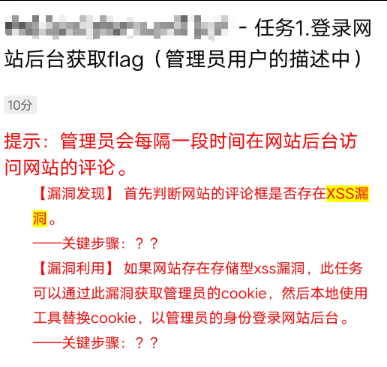 - 任务1.登录网
站后台获取flag（管理员用户的描述中）
10分
提示：管理员会每隔一段时间在网站后台访
问网站的评论。
【漏洞发现】 首先判断网站的评论框是否存在XSS漏
洞。
——关键步骤：？？
【漏洞利用】 如果网站存在存储型xss漏洞，此任务
可以通过此漏洞获取管理员的cookie，然后本地使用
工具替换cookie，以管理员的身份登录网站后台。
——关键步骤：？？